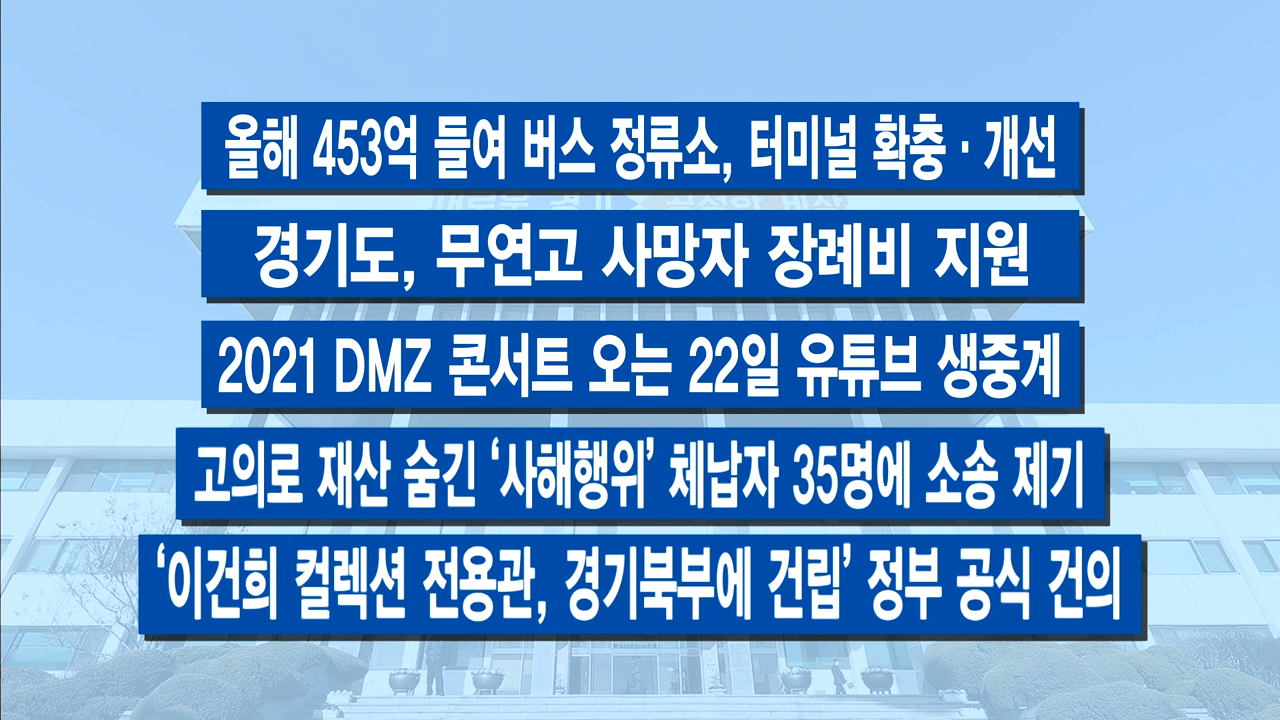 올해 453억 들여 버스 정류소, 터미널 확충·개선
경기도, 무연고 사망자 장례비 지원
2021 DMZ 콘서트 오는 22일 유튜브 생중계
고의로 재산 숨긴 ‘사해행위’ 체납자 35명에 소송 제기
‘이건희 컬렉션 전용관, 경기북부에 건립’ 정부 공식 건의